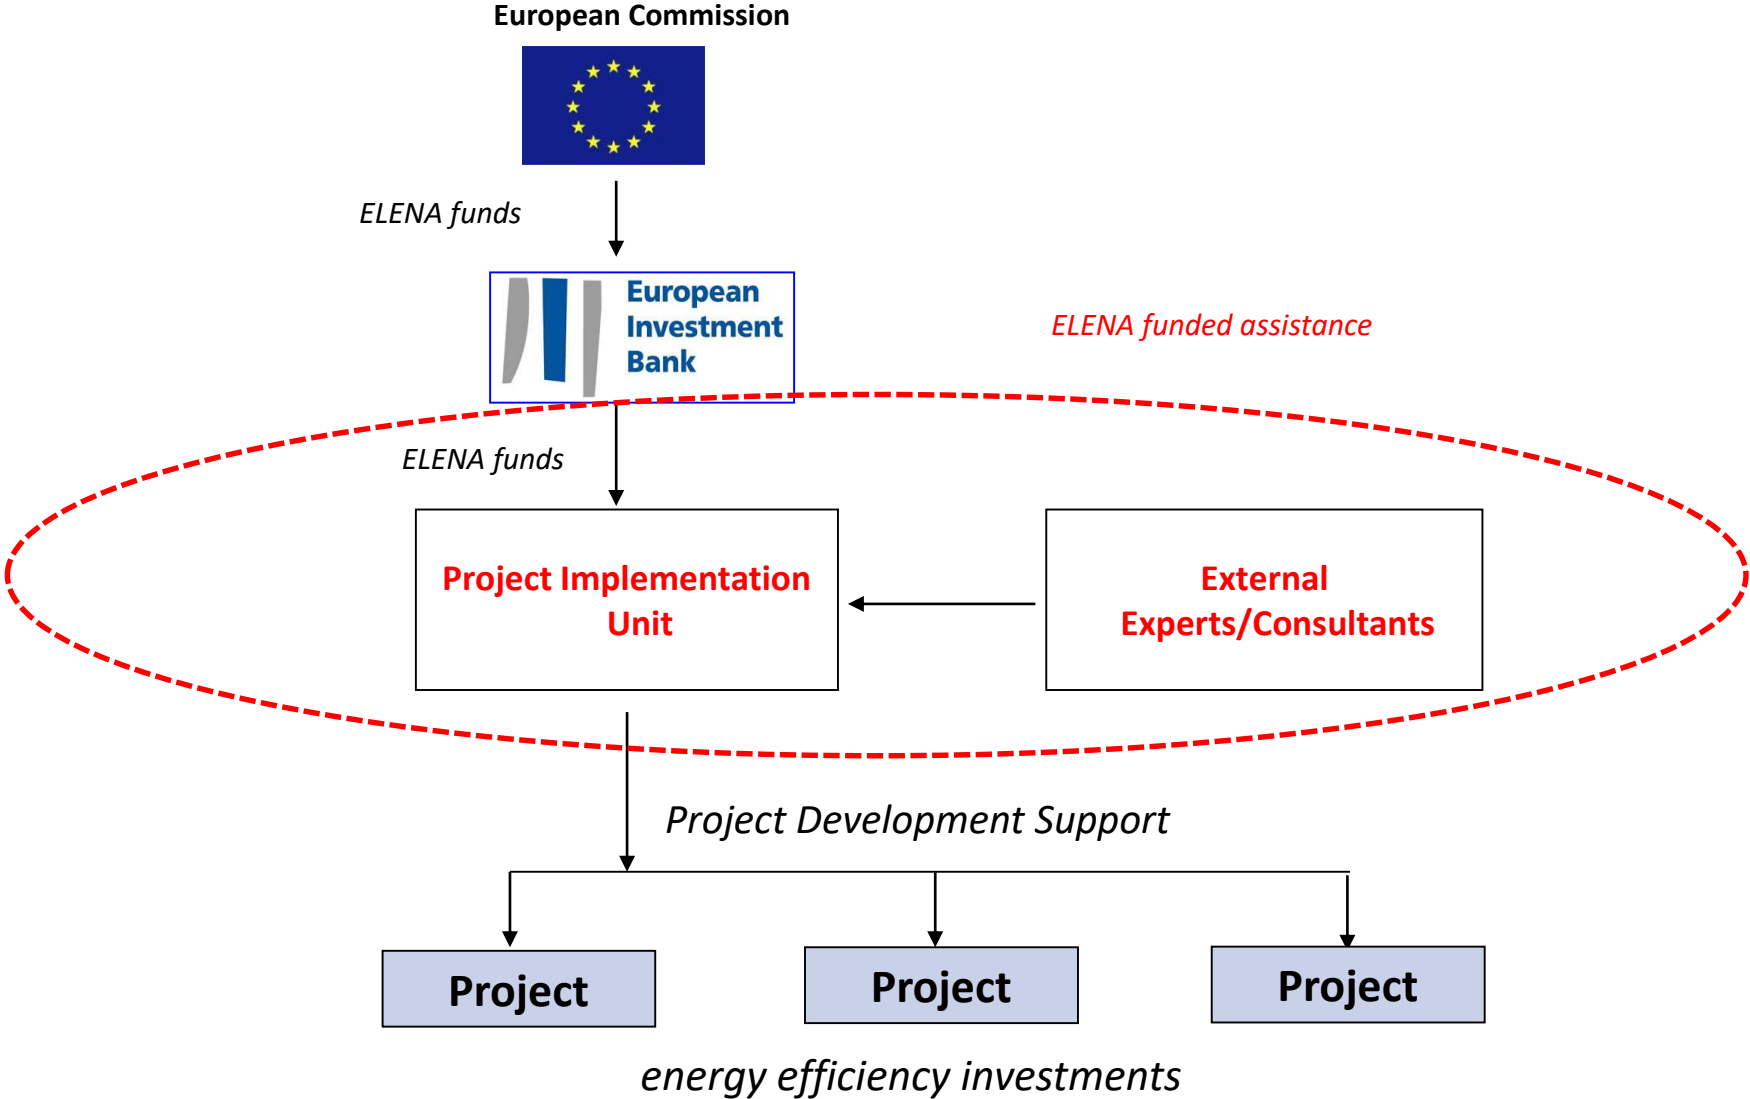 European Commission
ELENA funds
European
Investment
Bank
ELENA funded assistance
ELENA funds
Project Implementation
Unit
External
Experts/Consultants
Project Development Support
Project
Project
Project
energy efficiency investments